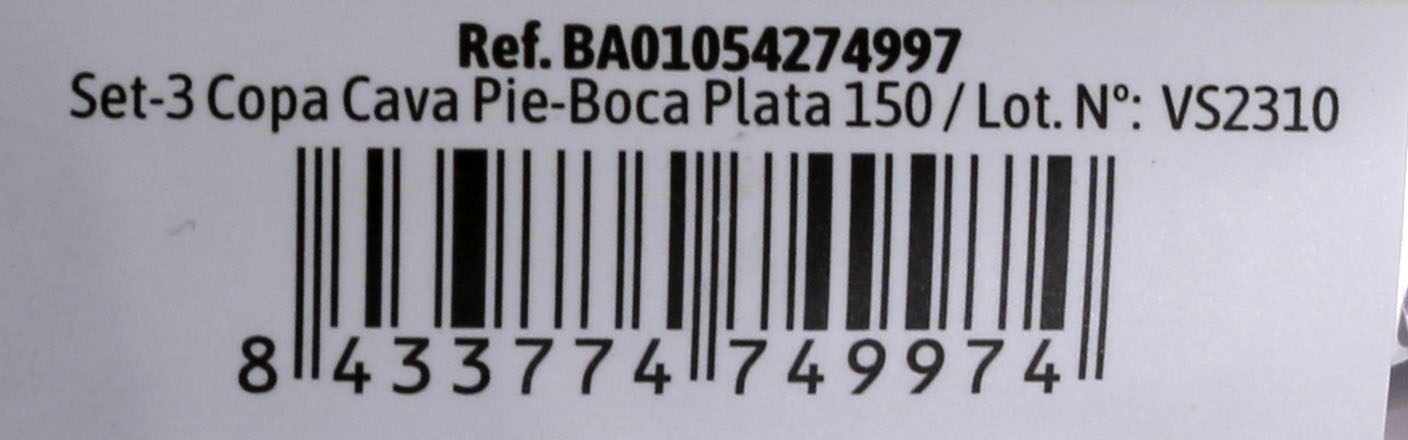 Ref. BA01054274997
Set-3 Copa Cava Pie-Boca Plata 150 / Lot. Nº: VS2310
8 433774 749974